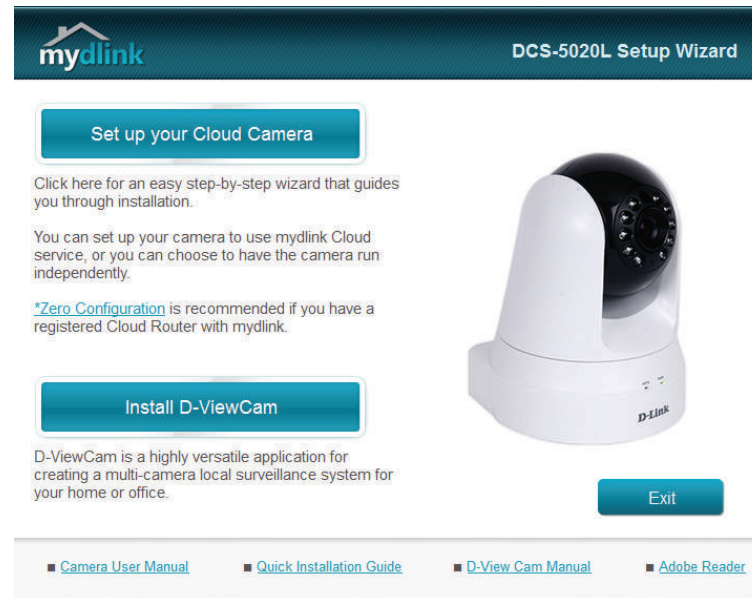 mydlink
DCS-5020L Setup Wizard
Set up your Cloud Camera
Click here for an easy step-by-step wizard that guides
you through installation.
You can set up your camera to use mydlink Cloud
service, or you can choose to have the camera run
independently.
*Zero Configuration is recommended if you have a
registered Cloud Router with mydlink.
Install D-ViewCam
D-ViewCam is a highly versatile application for
creating a multi-camera local surveillance system for
your home or office.
D-Link
Exit
Camera User Manual
Quick Installation Guide
D-View Cam Manual
Adobe Reader